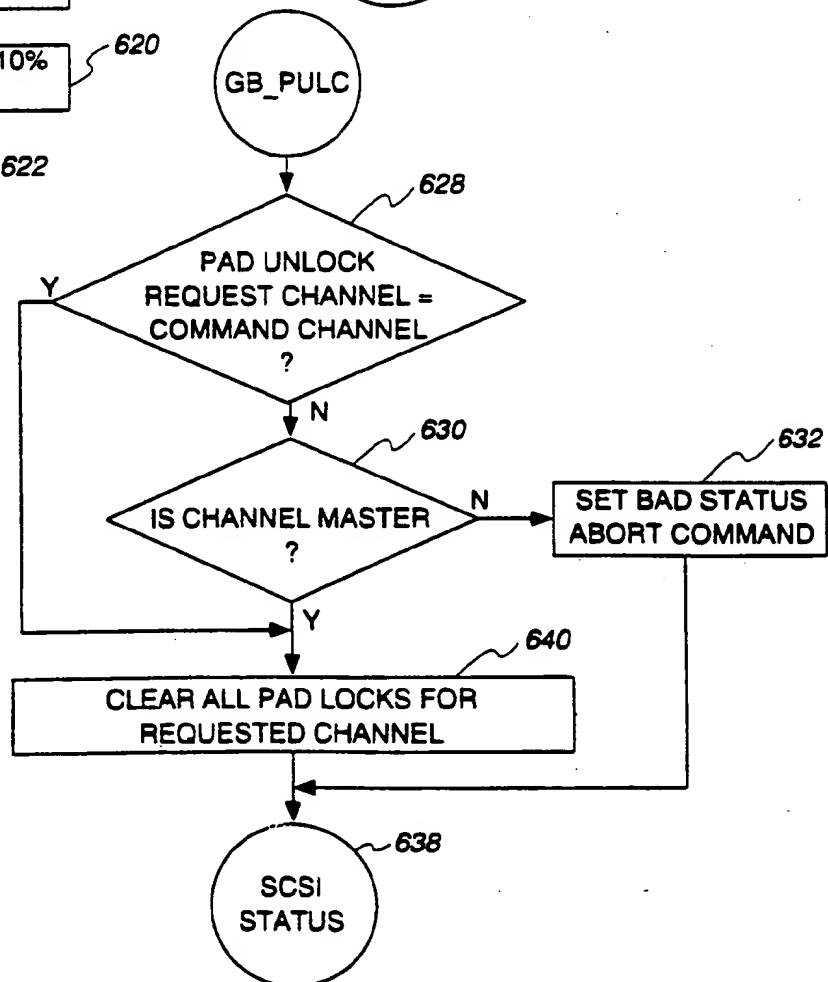 10%
620
622
GB_PULC
628
PAD UNLOCK
REQUEST CHANNEL =
COMMAND CHANNEL
?
Y
N
630
IS CHANNEL MASTER
?
N
632
SET BAD STATUS
ABORT COMMAND
Y
640
CLEAR ALL PAD LOCKS FOR
REQUESTED CHANNEL
638
SCSI
STATUS